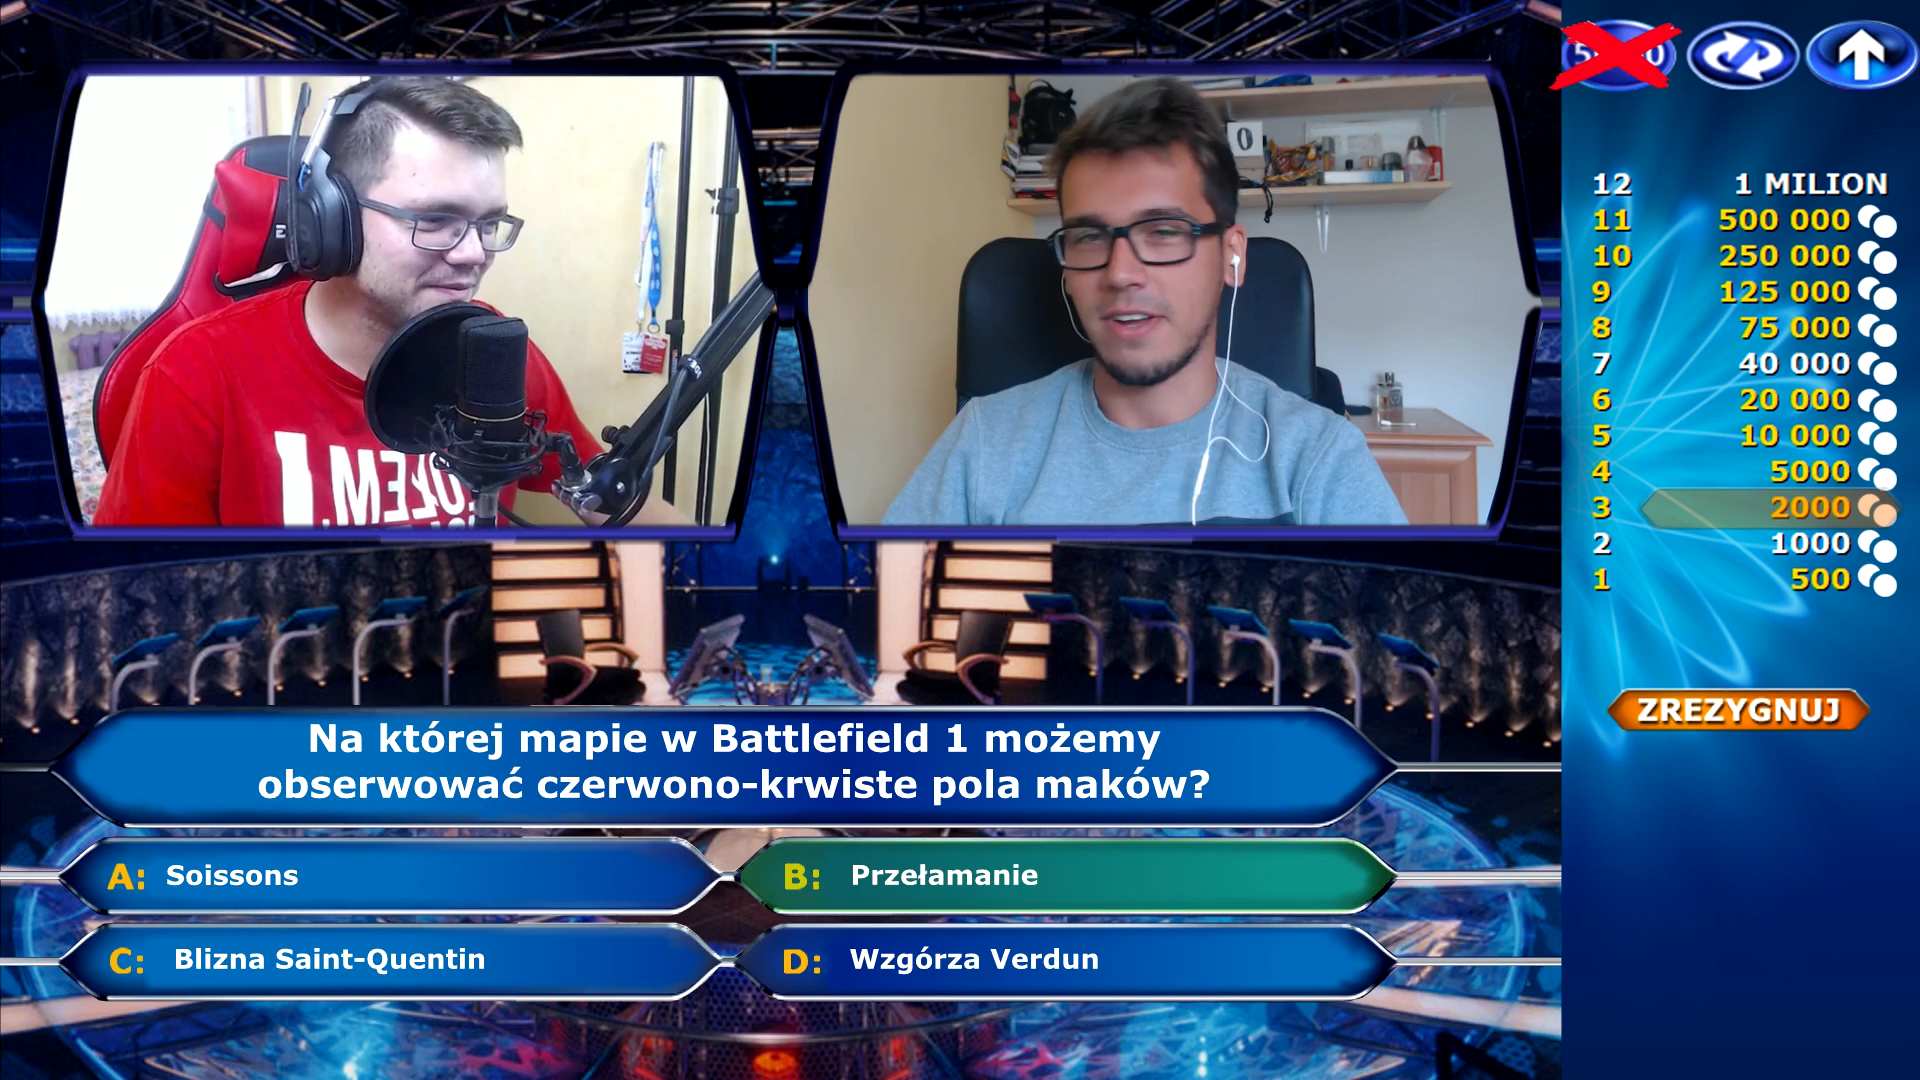 12 1 MILION
11 500 000
10 250 000
9 125 000
8 75 000
7 40 000
6 20 000
5 10 000
4 5000
3 2000
2 1000
1 500
ZREZYGNUJ
Na której mapie w Battlefield 1 możemy
obserwować czerwono-krwiste pola maków?
A: Soissons
B: Przełamanie
C: Blizna Saint-Quentin
D: Wzgórza Verdun